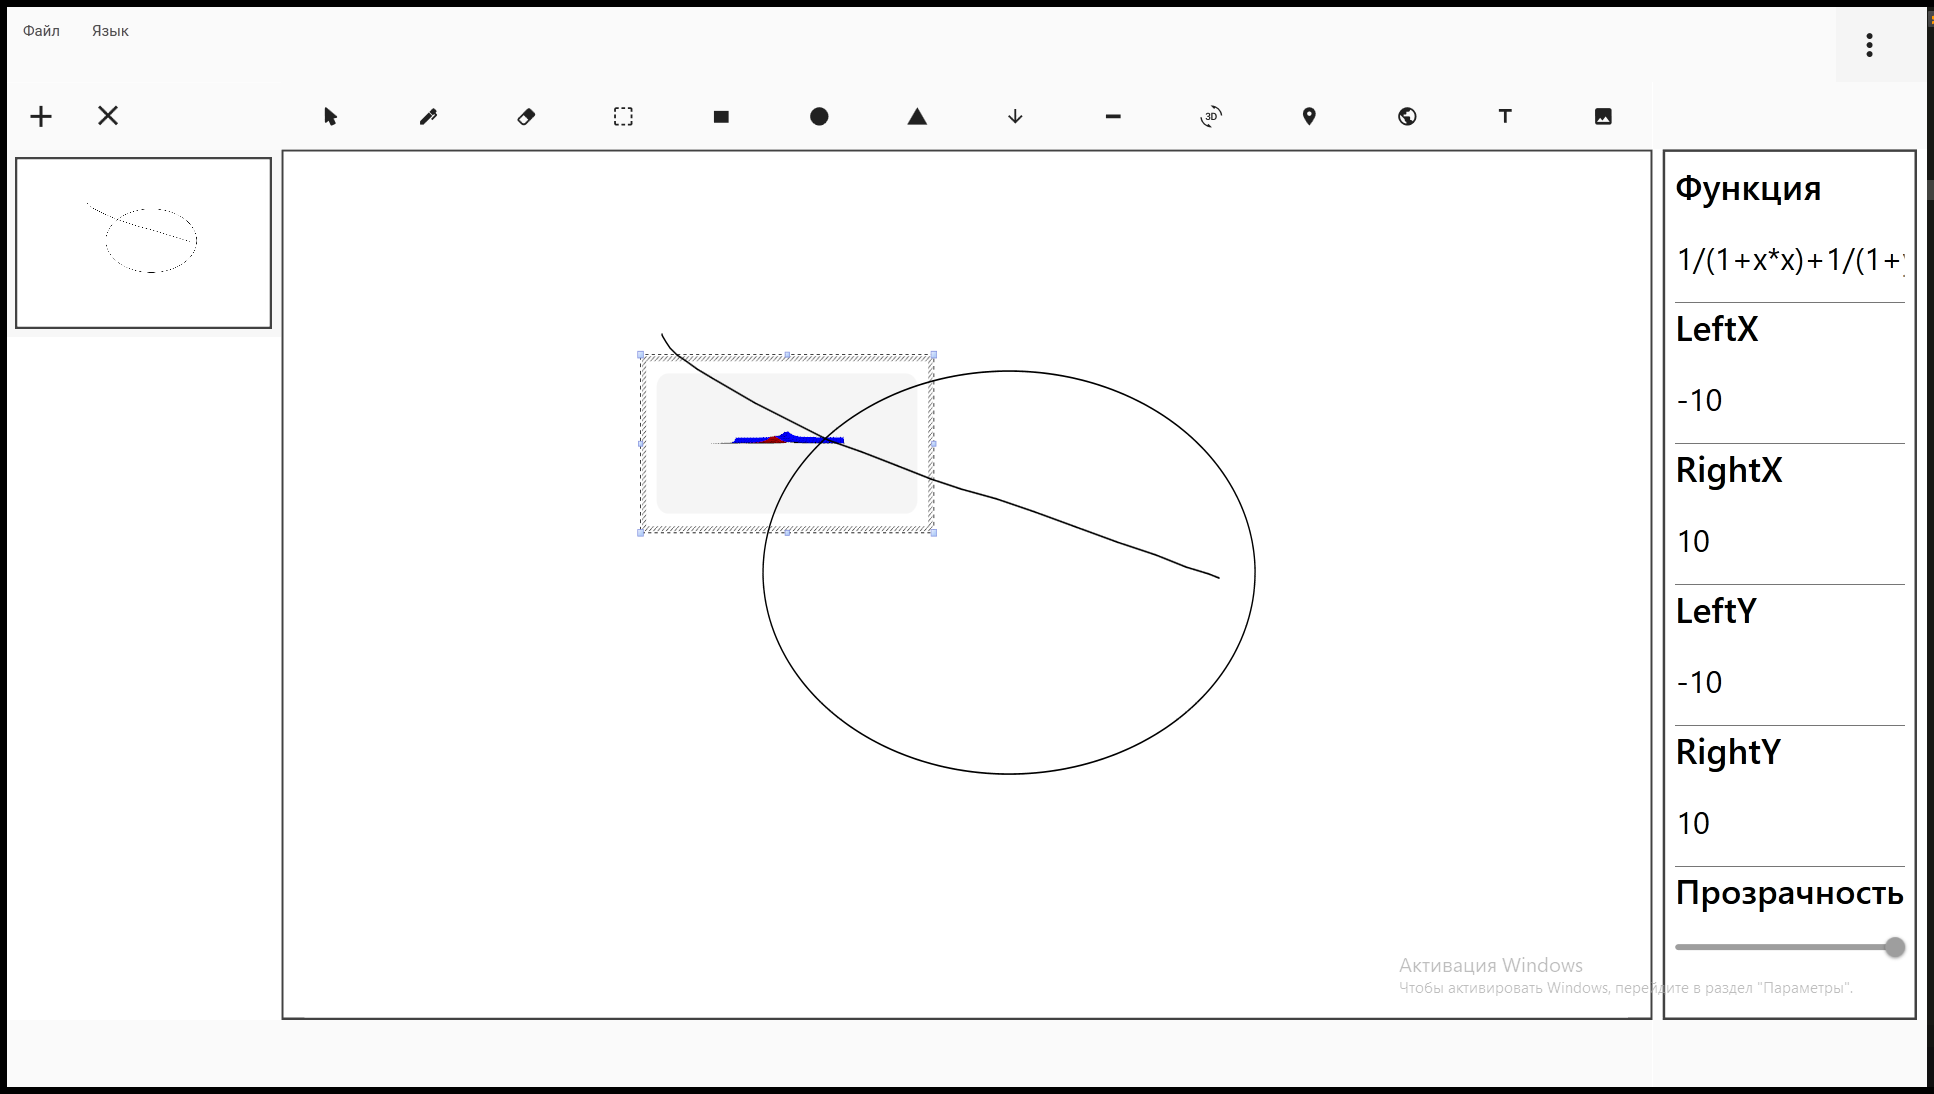 Файл
Язык
3D
T
Функция
1/(1+x*x)+1/(1+
LeftX
-10
RightX
10
LeftY
-10
RightY
10
Прозрачность
Активация Windows
Чтобы активировать Windows, перейдите в раздел "Параметры".